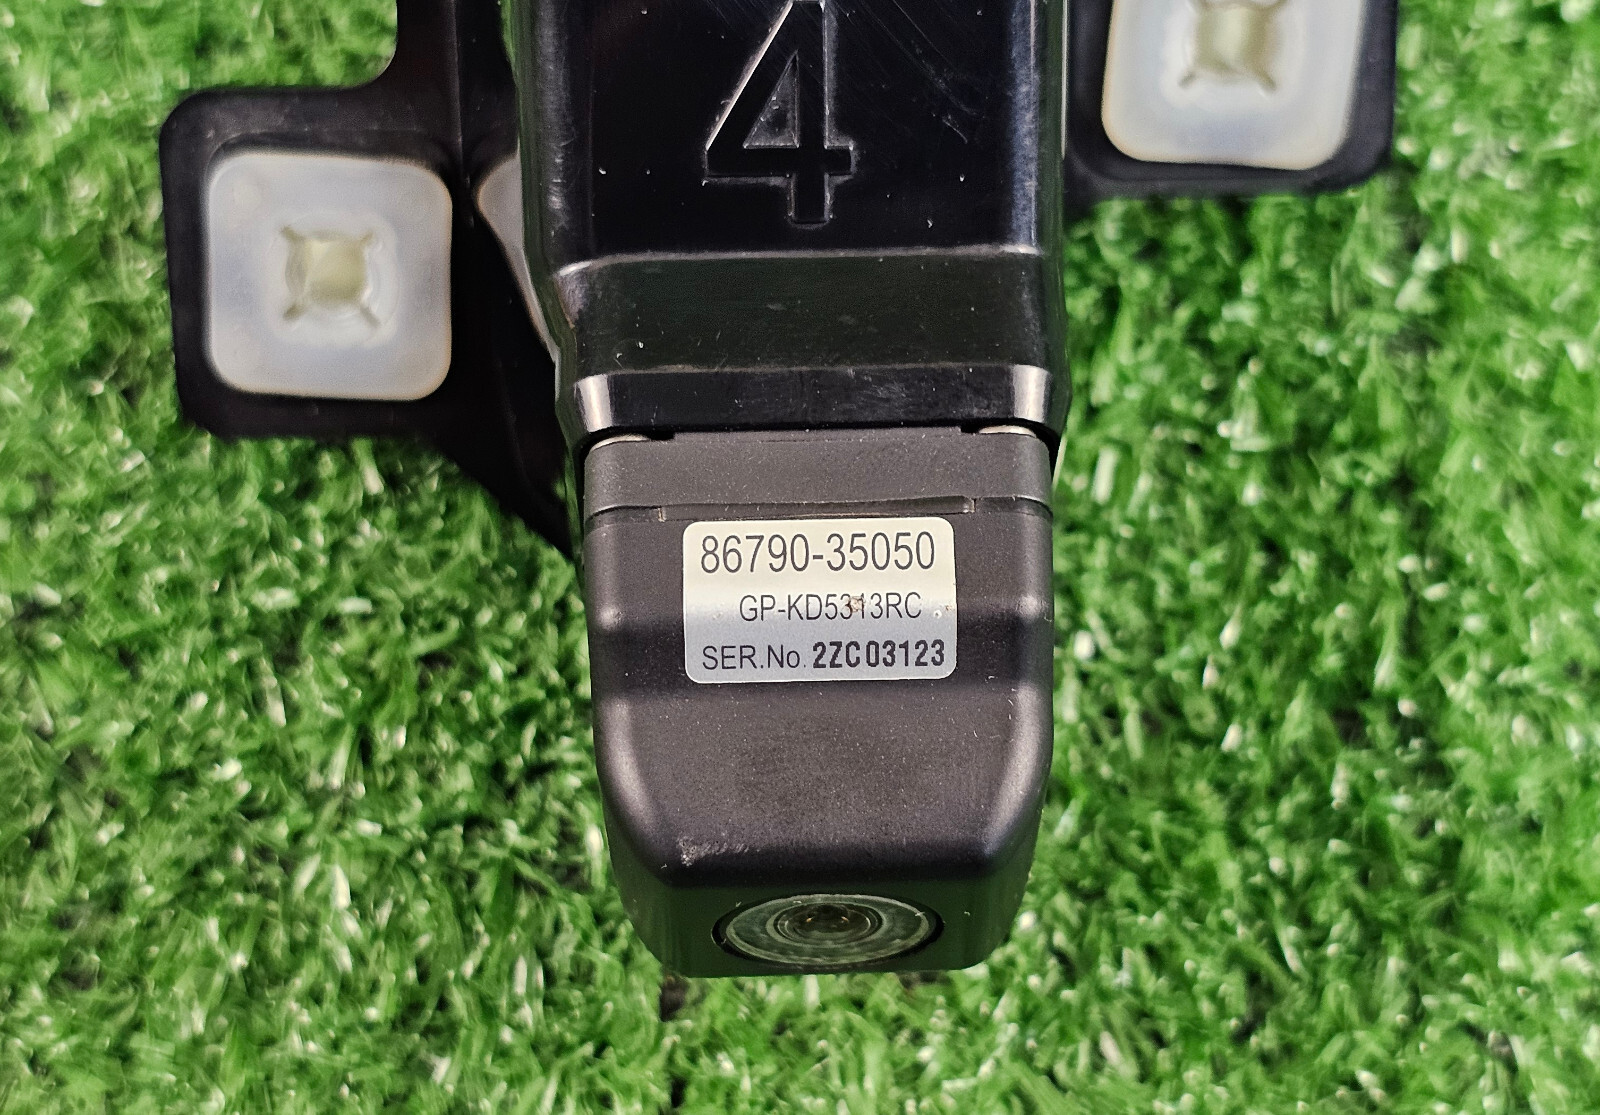 4
86790-35050
GP-KD5313RC
SER.No. 2ZC03123